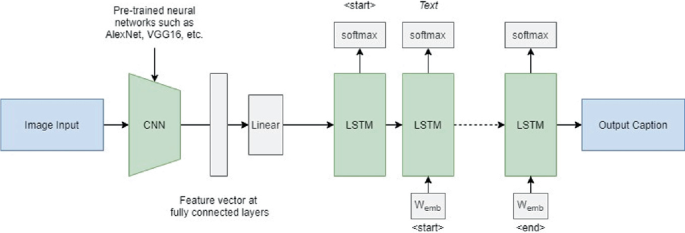 Pre-trained neural
networks such as
AlexNet, VGG16, etc.
<start>
Text
softmax
softmax
softmax
Image Input
CNN
Linear
LSTM
LSTM
LSTM
Output Caption
Feature vector at
fully connected layers
Wemb
Wemb
<start>
<end>